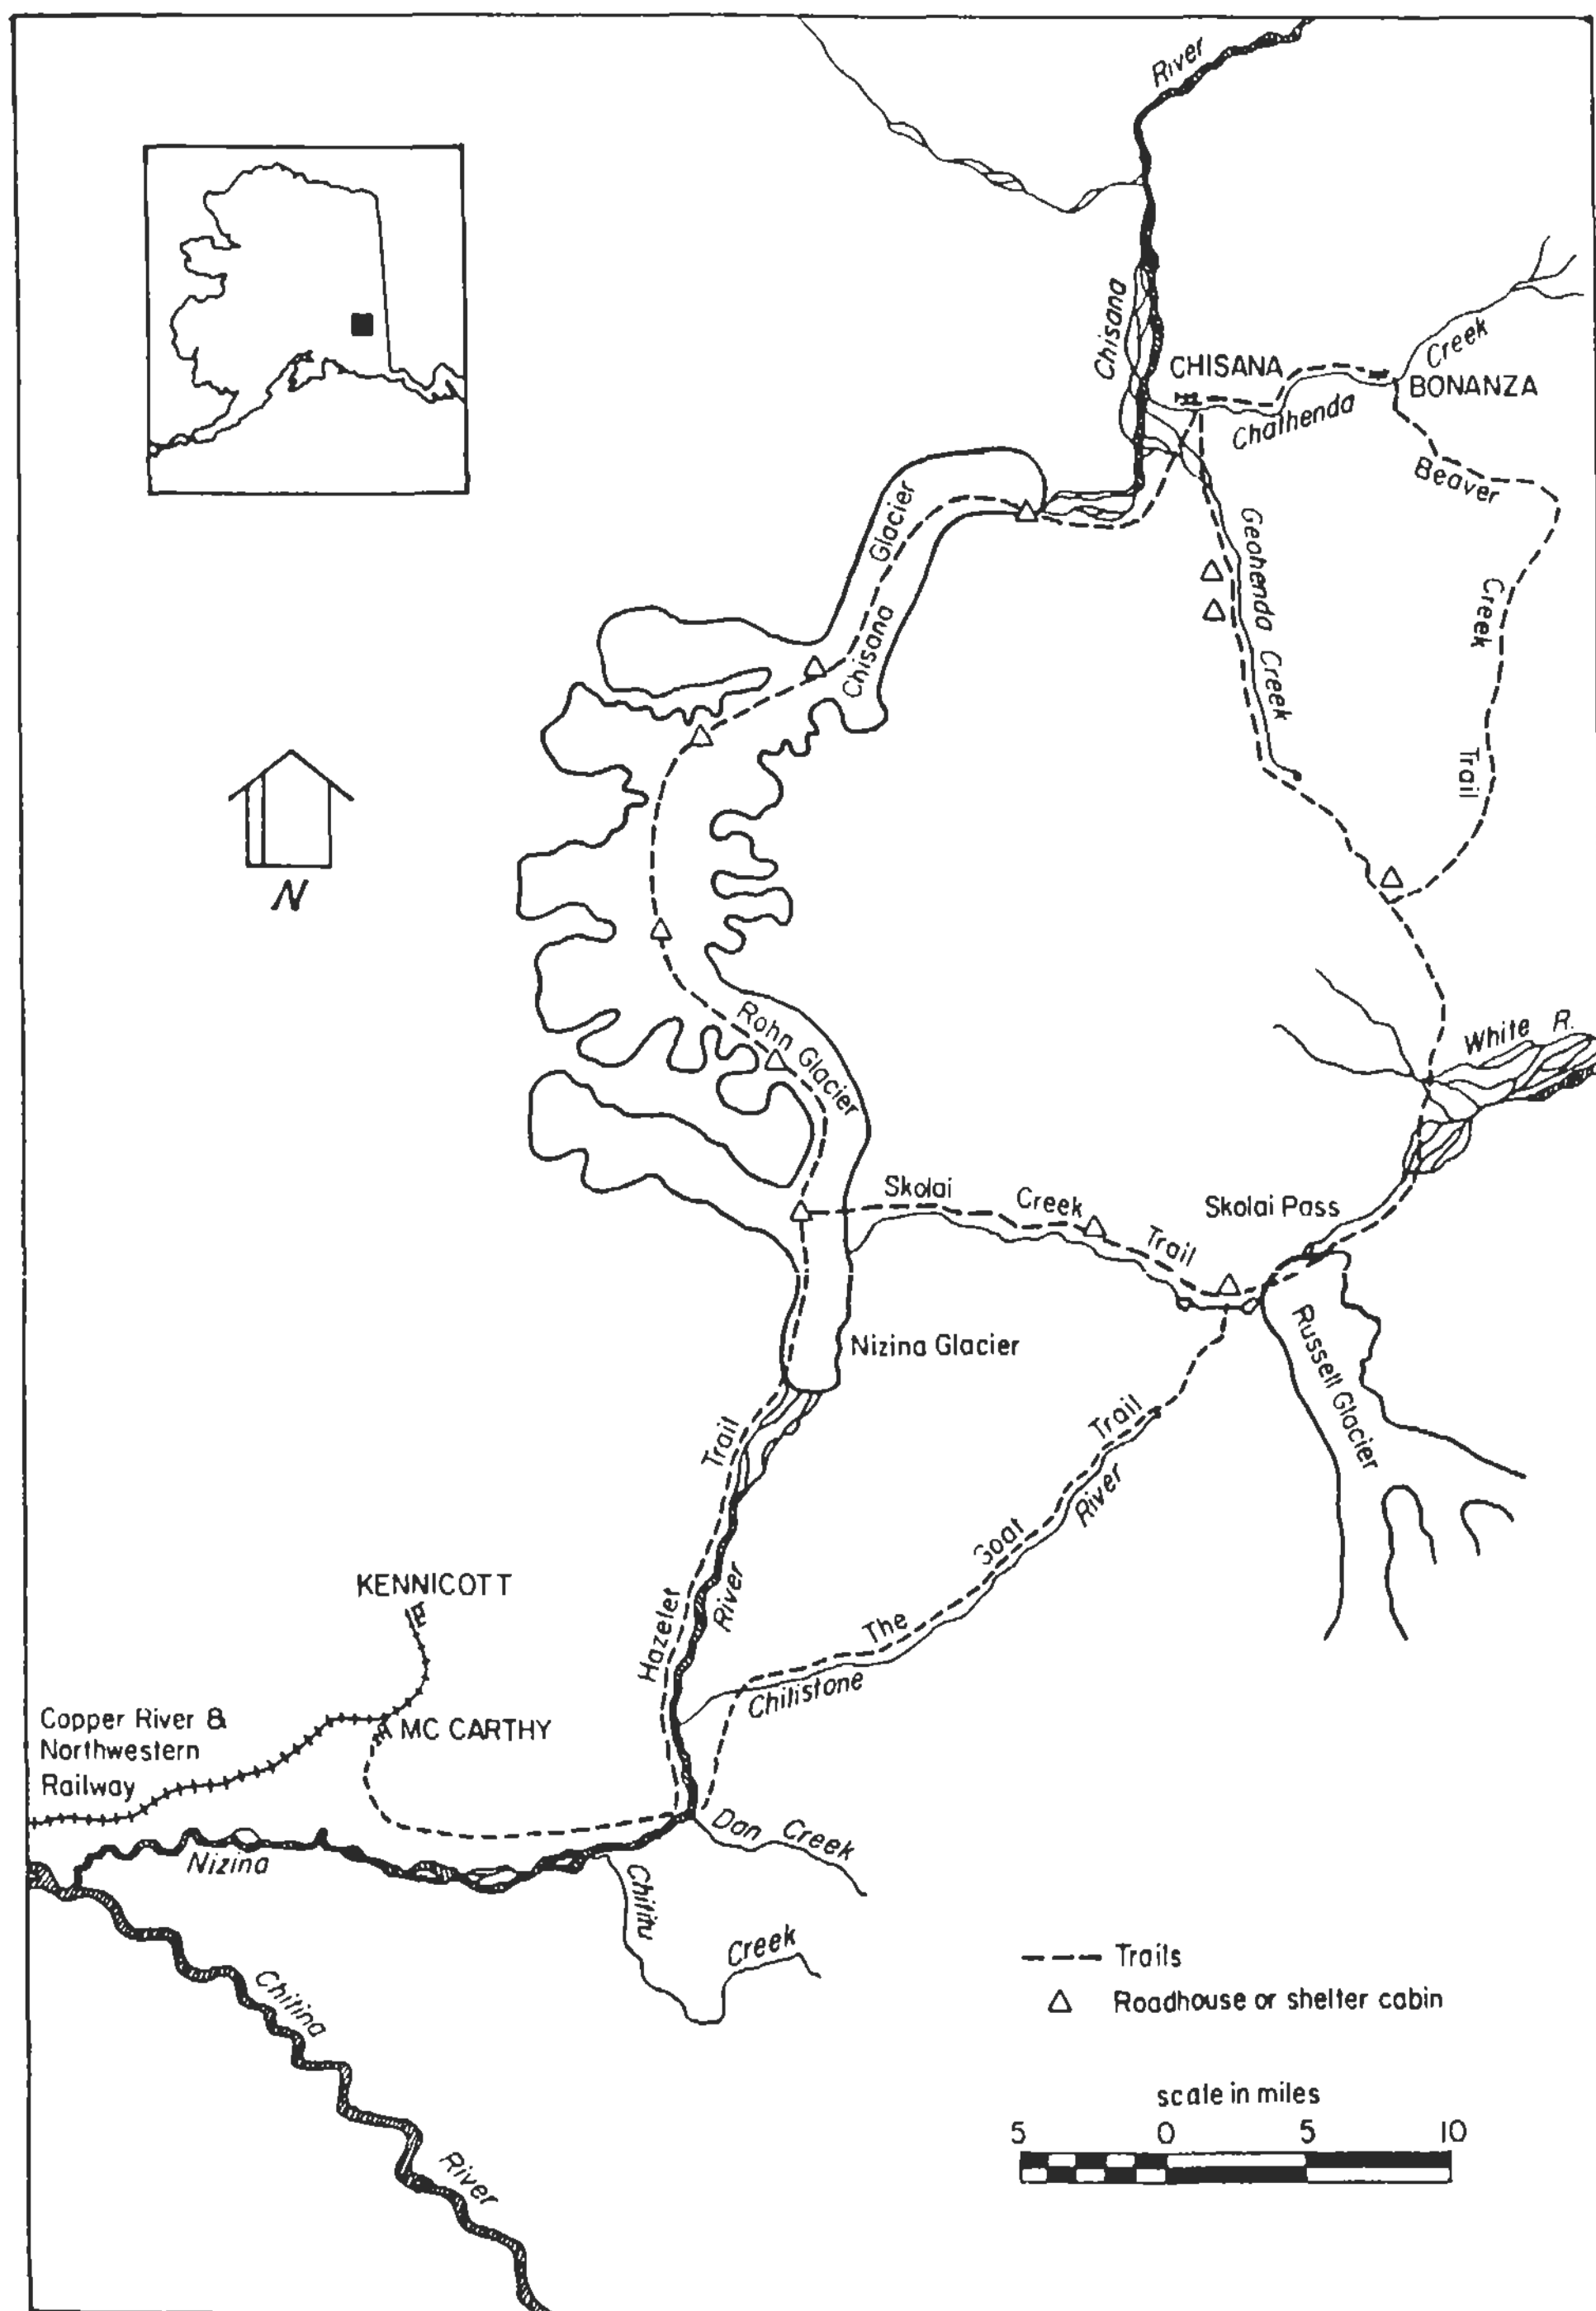 River
Chisana
CHISANA
Creek
BONANZA
Chathenda
Beaver
Creek
Trail
Geohenda Creek
Glacier
Chisana
N
Rohn Glacier
White R.
Skolai Creek Trail
Skolai Pass
Nizina Glacier
Russell Glacier
Trail
Hazelet
River
The Goat Trail
River
Chitistone
KENNICOTT
Copper River &
Northwestern
Railway
MC CARTHY
Nizina
Dan Creek
Chititu
Creek
Chitina
River
Trails
Roadhouse or shelter cabin
scale in miles
5 0 5 10